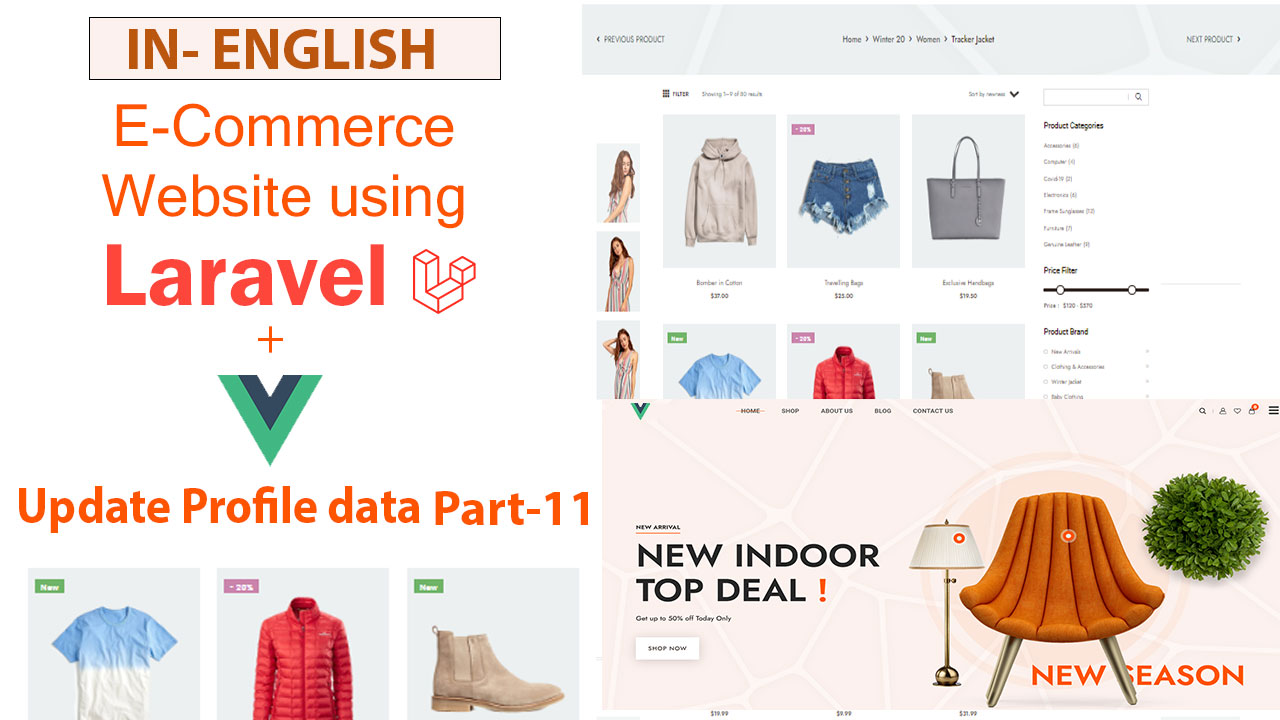 IN- ENGLISH
E-Commerce
Website using
Laravel
+
Update Profile data Part-11
New
- 20%
New
PREVIOUS PRODUCT
Home > Winter 20 > Women > Tracker Jacket
NEXT PRODUCT
FILTER
Showing 1–9 of 80 results
Sort by newness
- 20%
Bomber in Cotton
$37.00
Travelling Bags
$25.00
Exclusive Handbags
$19.50
New
- 20%
New
Product Categories
Accessories (6)
Computer (4)
Covid-19 (2)
Electronics (6)
Frame Sunglasses (12)
Furniture (7)
Genuine Leather (9)
Price Filter
Price : $130 - $570
Product Brand
New Arrivals
Clothing & Accessories
Winter Jacket
Baby Clothing
HOME
SHOP
ABOUT US
BLOG
CONTACT US
NEW ARRIVAL
NEW INDOOR
TOP DEAL !
Get up to 50% off Today Only
SHOP NOW
NEW SEASON
$19.99
$9.99
$31.99